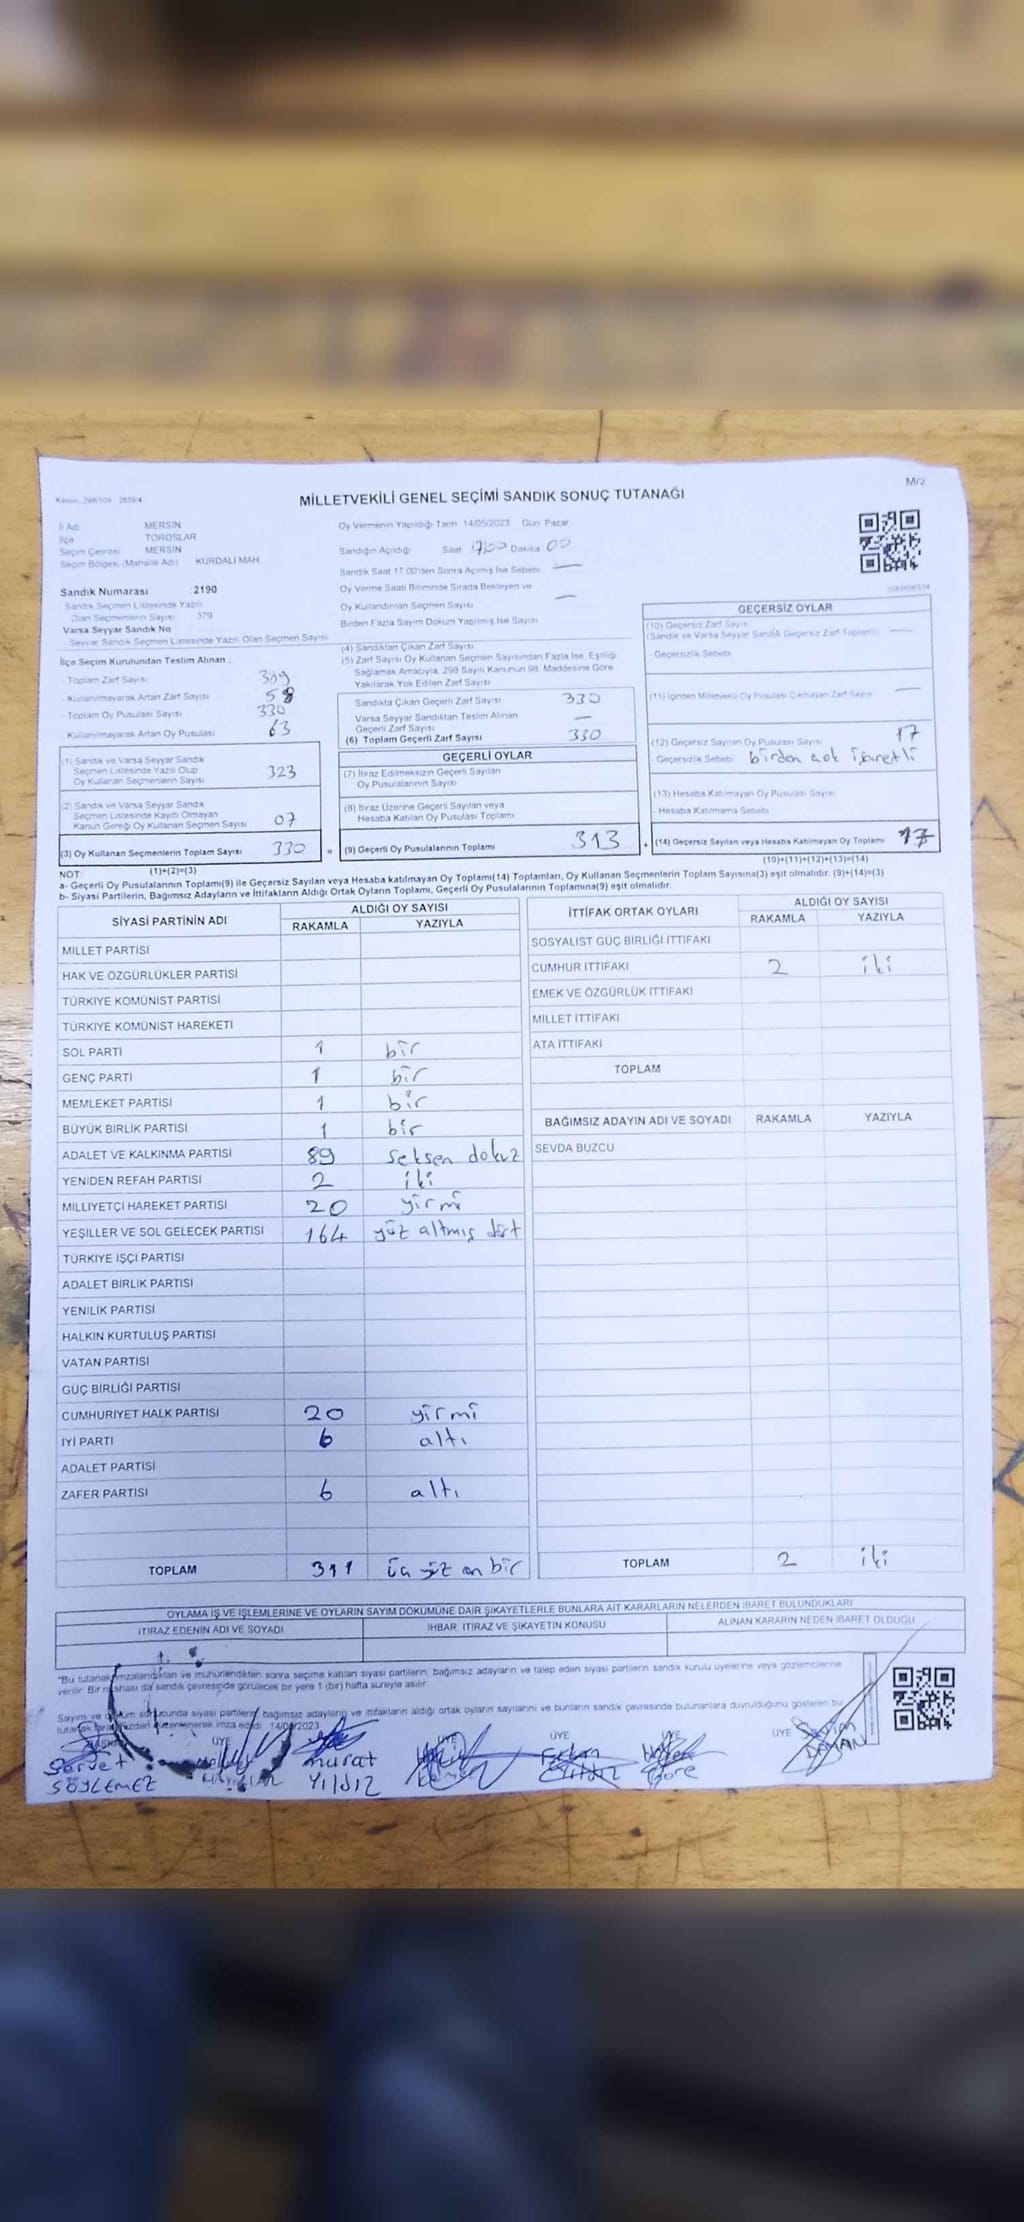 Kanun: 298/105 - 2839/4
M/2
MİLLETVEKİLİ GENEL SEÇİMİ SANDIK SONUÇ TUTANAĞI
İl Adı MERSİN
İlçe TOROSLAR
Seçim Çevresi MERSİN
Seçim Bölgesi (Mahalle Adı) KURDALİ MAH
Sandık Numarası 2190
Sandık Seçmen Listesinde Yazılı
Olan Seçmenlerin Sayısı 379
Varsa Seyyar Sandık No
Seyyar Sandık Seçmen Listesinde Yazılı Olan Seçmen Sayısı
Oy Vermenin Yapıldığı Tarih 14/05/2023 Gün Pazar
Sandığın Açıldığı Saat 17:00 Dakika 00
Sandık Saat 17.00'den Sonra Açılmış İse Sebebi —
Oy Verme Saati Bitiminde Sırada Bekleyen ve
Oy Kullandırılan Seçmen Sayısı —
Birden Fazla Sayım Döküm Yapılmış İse Sayısı
İlçe Seçim Kurulundan Teslim Alınan :
- Toplam Zarf Sayısı
- Kullanılmayarak Artan Zarf Sayısı 58
- Toplam Oy Pusulası Sayısı 330
Kullanılmayarak Artan Oy Pusulası 63
(1) Sandık ve Varsa Seyyar Sandık
Seçmen Listesinde Yazılı Olup
Oy Kullanan Seçmenlerin Sayısı 323
(2) Sandık ve Varsa Seyyar Sandık
Seçmen Listesinde Kayıtlı Olmayan
Kanun Gereği Oy Kullanan Seçmen Sayısı 07
(3) Oy Kullanan Seçmenlerin Toplam Sayısı 330
(4) Sandıktan Çıkan Zarf Sayısı
(5) Zarf Sayısı Oy Kullanan Seçmen Sayısından Fazla İse, Eşitliği
Sağlamak Amacıyla, 298 Sayılı Kanunun 98. Maddesine Göre
Yakılarak Yok Edilen Zarf Sayısı
Sandıkta Çıkan Geçerli Zarf Sayısı 330
Varsa Seyyar Sandıktan Teslim Alınan
Geçerli Zarf Sayısı —
(6) Toplam Geçerli Zarf Sayısı 330
GEÇERLİ OYLAR
(7) İtiraz Edilmeksizin Geçerli Sayılan
Oy Pusulasının Sayısı
(8) İtiraz Üzerine Geçerli Sayılan veya
Hesaba Katılan Oy Pusulası Toplamı
= (9) Geçerli Oy Pusulalarının Toplamı 313
GEÇERSİZ OYLAR
(10) Geçersiz Zarf Sayısı
(Sandık ve Varsa Seyyar Sandık Geçersiz Zarf Toplamı) —
- Geçersizlik Sebebi
(11) İçinden Milletvekili Oy Pusulası Çıkmayan Zarf Sayısı —
(12) Geçersiz Sayılan Oy Pusulası Sayısı 17
- Geçersizlik Sebebi birden çok işaretli
(13) Hesaba Katılmayan Oy Pusula Sayısı
- Hesaba Katılmama Sebebi
+ (14) Geçersiz Sayılan veya Hesaba Katılmayan Oy Toplamı 17
NOT: (1)+(2)=(3)
(10)+(11)+(12)+(13)=(14)
a- Geçerli Oy Pusulalarının Toplamı(9) ile Geçersiz Sayılan veya Hesaba katılmayan Oy Toplamı(14) Toplamları, Oy Kullanan Seçmenlerin Toplam Sayısına(3) eşit olmalıdır. (9)+(14)=(3)
b- Siyasi Partilerin, Bağımsız Adayların ve İttifakların Aldığı Ortak Oyların Toplamı, Geçerli Oy Pusulalarının Toplamına(9) eşit olmalıdır.
SİYASİ PARTİNİN ADI ALDIĞI OY SAYISI
RAKAMLA YAZIYLA
MİLLET PARTİSİ
HAK VE ÖZGÜRLÜKLER PARTİSİ
TÜRKİYE KOMÜNİST PARTİSİ
TÜRKİYE KOMÜNİST HAREKETİ
SOL PARTİ 1 bir
GENÇ PARTİ 1 bir
MEMLEKET PARTİSİ 1 bir
BÜYÜK BİRLİK PARTİSİ 1 bir
ADALET VE KALKINMA PARTİSİ 89 seksen dokuz
YENİDEN REFAH PARTİSİ 2 iki
MİLLİYETÇİ HAREKET PARTİSİ 20 yirmi
YEŞİLLER VE SOL GELECEK PARTİSİ 164 yüz altmış dört
TÜRKİYE İŞÇİ PARTİSİ
ADALET BİRLİK PARTİSİ
YENİLİK PARTİSİ
HALKIN KURTULUŞ PARTİSİ
VATAN PARTİSİ
GÜÇ BİRLİĞİ PARTİSİ
CUMHURİYET HALK PARTİSİ 20 yirmi
İYİ PARTİ 6 altı
ADALET PARTİSİ
ZAFER PARTİSİ 6 altı
TOPLAM 311 üç yüz on bir
İTTİFAK ORTAK OYLARI ALDIĞI OY SAYISI
RAKAMLA YAZIYLA
SOSYALİST GÜÇ BİRLİĞİ İTTİFAKI
CUMHUR İTTİFAKI 2 iki
EMEK VE ÖZGÜRLÜK İTTİFAKI
MİLLET İTTİFAKI
ATA İTTİFAKI
TOPLAM
BAĞIMSIZ ADAYIN ADI VE SOYADI RAKAMLA YAZIYLA
SEVDA BUZCU
TOPLAM 2 iki
OYLAMA İŞ VE İŞLEMLERİNE VE OYLARIN SAYIM DÖKÜMÜNE DAİR ŞİKAYETLERLE BUNLARA AİT KARARLARIN NELERDEN İBARET BULUNDUKLARI
İTİRAZ EDENİN ADI VE SOYADI İHBAR, İTİRAZ VE ŞİKAYETİN KONUSU ALINAN KARARIN NEDEN İBARET OLDUĞU
"Bu tutanak imzalandıktan ve mühürlendikten sonra seçime katılan siyasi partilerin, bağımsız adayların ve talep eden siyasi partilerin sandık kurulu üyelerine veya gözlemcilerine
verilir. Bir nüshası da sandık çevresinde görülecek bir yere 1 (bir) hafta süreyle asılır.
Sayım ve döküm sonucunda siyasi partilerin, bağımsız adayların ve ittifakların aldığı ortak oyların sayılarını ve bunların sandık çevrasinde bulunanlara duyrulduğunu gösteren bu
tutanak tarafımızdan düzenlenerek imza edildi. 14/05/2023
ÜYE ÜYE ÜYE ÜYE ÜYE
Servet SÖYLEMEZ
murat YILDIZ